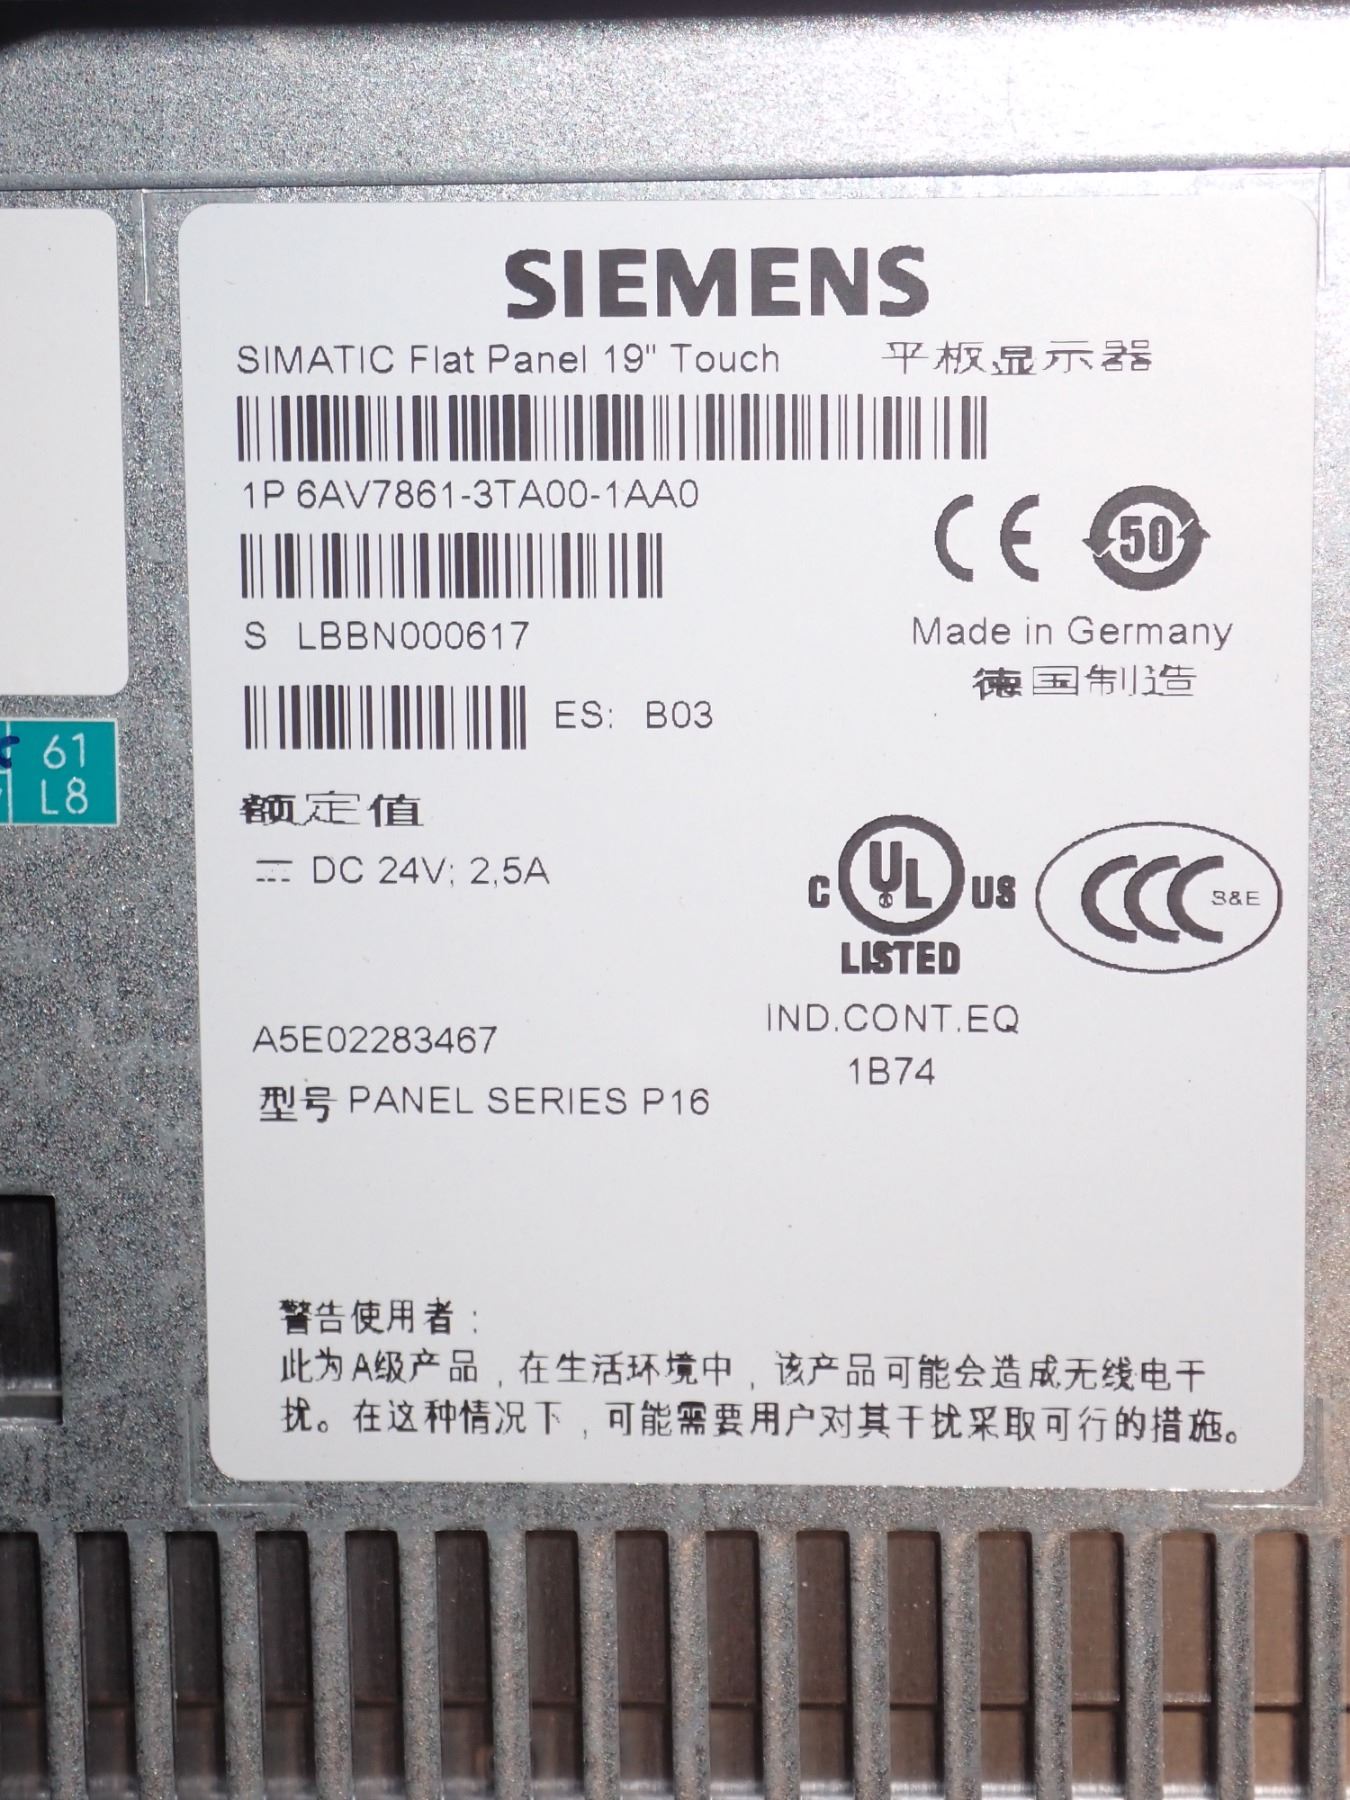 SIEMENS
SIMATIC Flat Panel 19" Touch 平板显示器
1P 6AV7861-3TA00-1AA0
CE 50
S LBBN000617
Made in Germany
德国制造
ES: B03
61
L8
额定值
DC 24V; 2,5A
C UL US
LISTED
CCC S&E
IND.CONT.EQ
1B74
A5E02283467
型号 PANEL SERIES P16
警告使用者:
此为A级产品,在生活环境中,该产品可能会造成无线电干
扰。在这种情况下,可能需要用户对其干扰采取可行的措施。